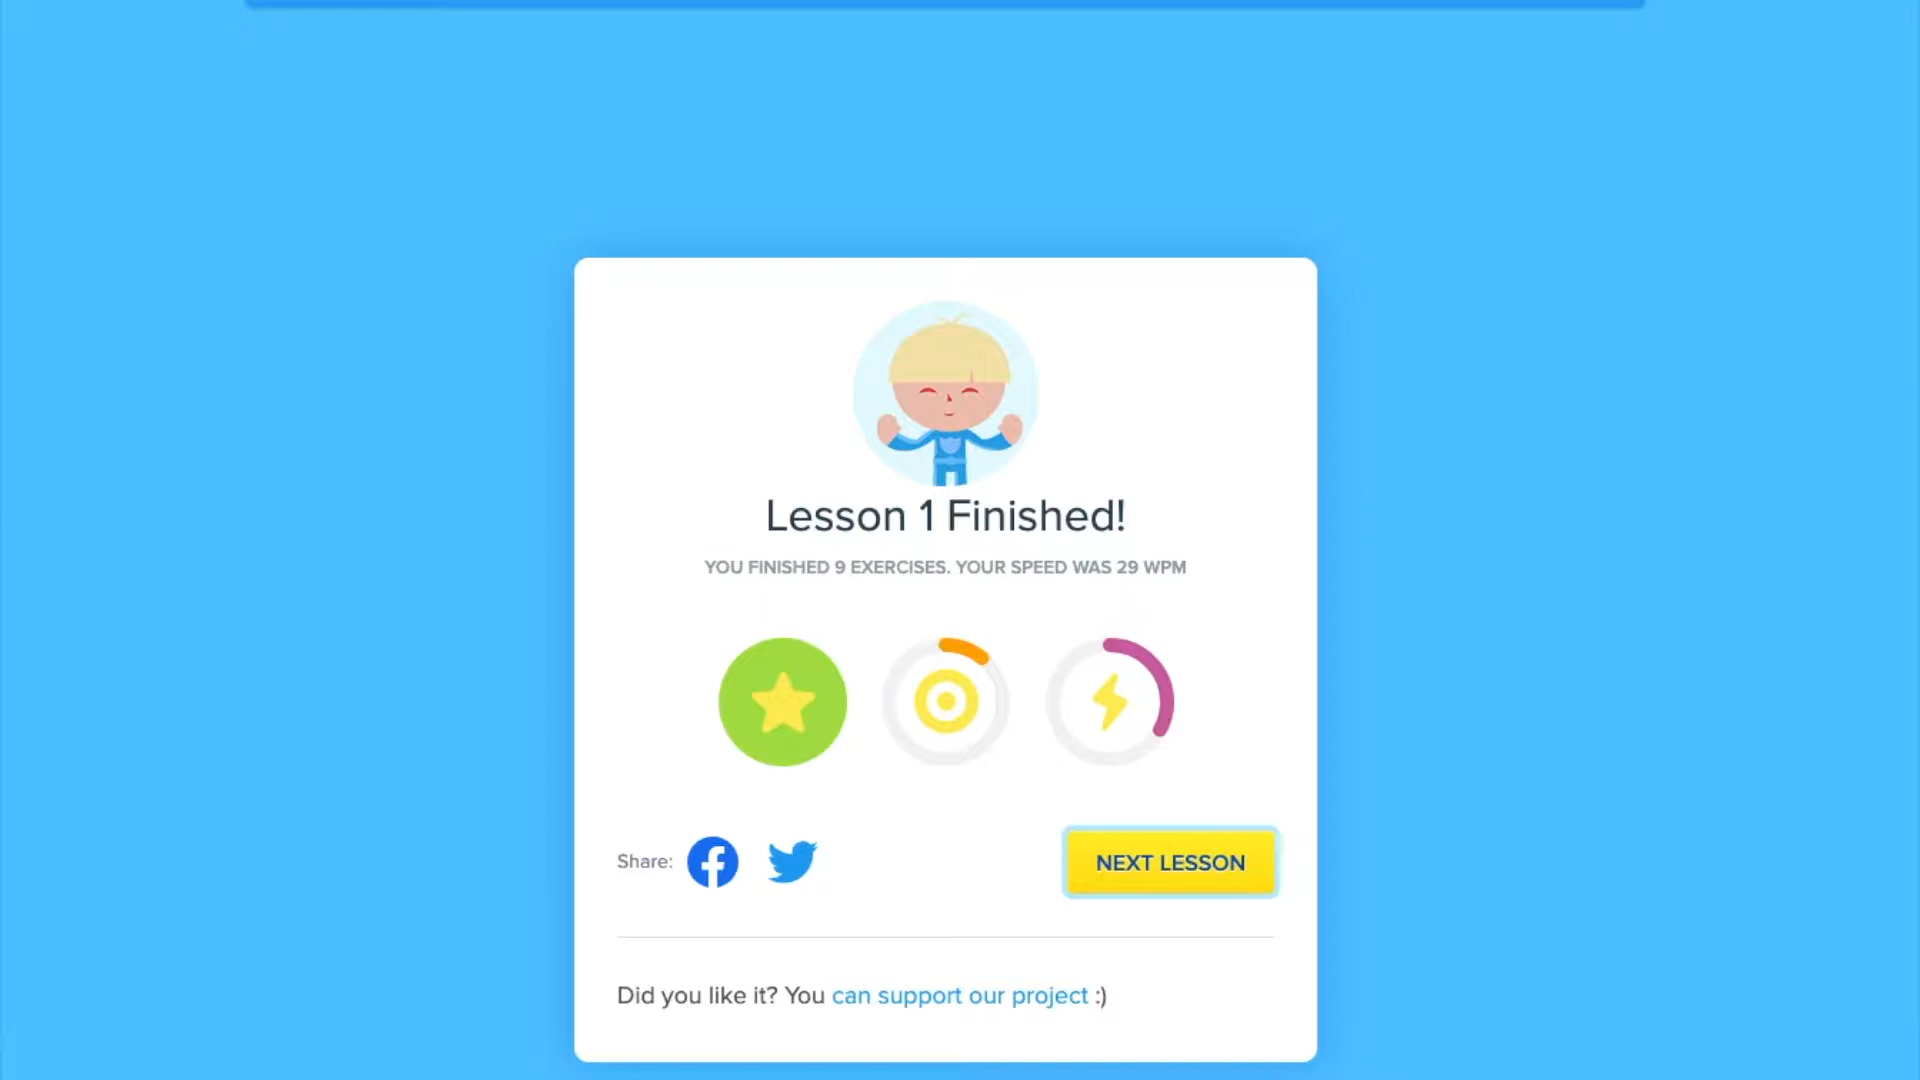 Lesson 1 Finished!
YOU FINISHED 9 EXERCISES. YOUR SPEED WAS 29 WPM
Share:
NEXT LESSON
Did you like it? You can support our project :)